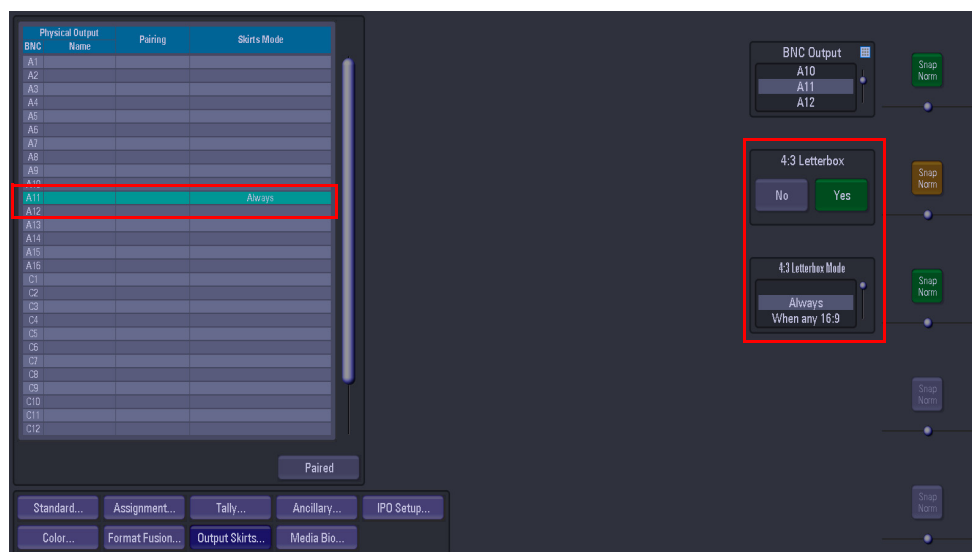 Physical Output
BNC Name Pairing Skirts Mode
A1
A2
A3
A4
A5
A6
A7
A8
A9
A10
A11 Always
A12
A13
A14
A15
A16
C1
C2
C3
C4
C5
C6
C7
C8
C9
C10
C11
C12
Paired
Standard... Assignment... Tally... Ancillary... IPO Setup...
Color... Format Fusion... Output Skirts... Media Bio...
BNC Output
A10
A11
A12
4:3 Letterbox
No Yes
4:3 Letterbox Mode
Always
When any 16:9
Snap
Norm
Snap
Norm
Snap
Norm
Snap
Norm
Snap
Norm